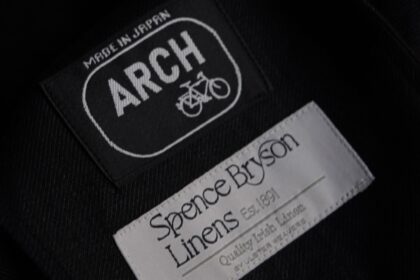 MADE IN JAPAN
ARCH
Spence Bryson
Linens Est.1891
Quality Irish Linen